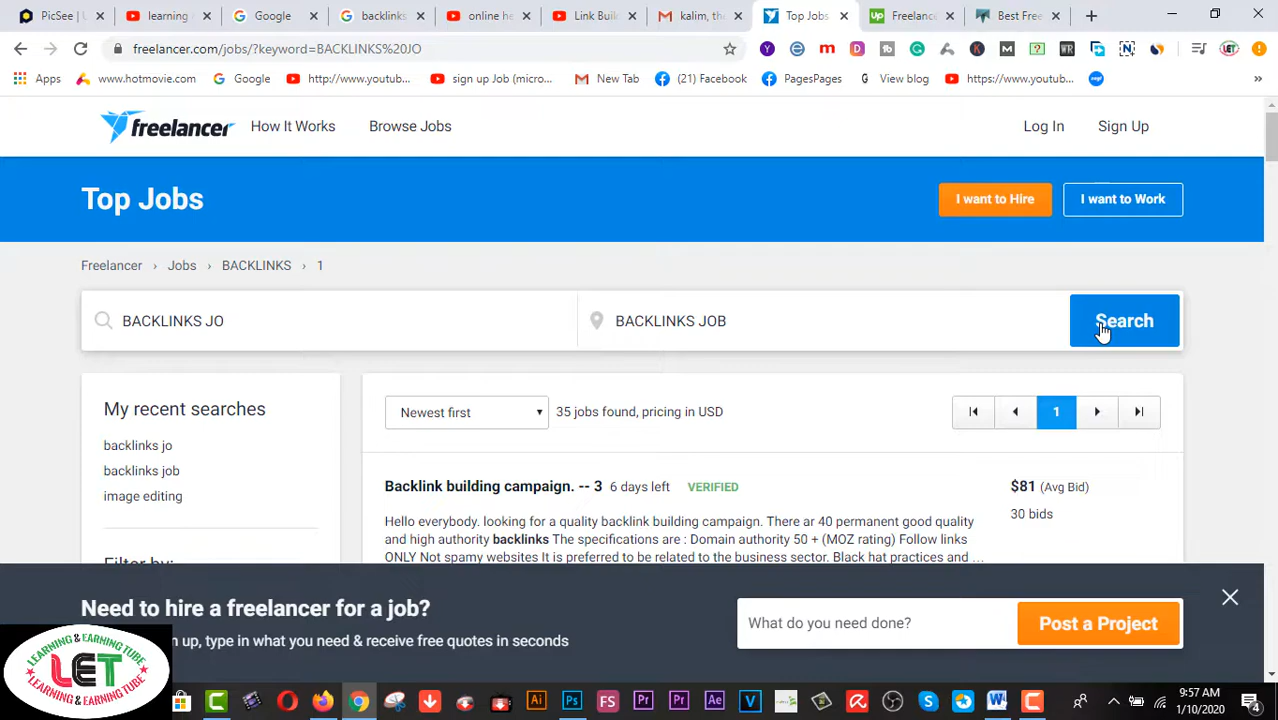 PicSee | U
learning
Google
backlinks
online he
Link Buil
kalim, the
Top Jobs
Freelance
Best Free
freelancer.com/jobs/?keyword=BACKLINKS%20JO
Apps
www.hotmovie.com
Google
http://www.youtub...
sign up Job (micro...
New Tab
(21) Facebook
PagesPages
View blog
https://www.youtub...
freelancer
How It Works
Browse Jobs
Log In
Sign Up
Top Jobs
I want to Hire
I want to Work
Freelancer › Jobs › BACKLINKS › 1
BACKLINKS JO
BACKLINKS JOB
Search
My recent searches
backlinks jo
backlinks job
image editing
Filter by:
Newest first
35 jobs found, pricing in USD
1
Backlink building campaign. -- 3 6 days left VERIFIED
$81 (Avg Bid)
30 bids
Hello everybody. looking for a quality backlink building campaign. There ar 40 permanent good quality
and high authority backlinks The specifications are : Domain authority 50 + (MOZ rating) Follow links
ONLY Not spamy websites It is preferred to be related to the business sector. Black hat practices and ...
Need to hire a freelancer for a job?
n up, type in what you need & receive free quotes in seconds
What do you need done?
Post a Project
LEARNING & EARNING TUBE
LET
LEARNING & EARNING TUBE
9:57 AM
1/10/2020